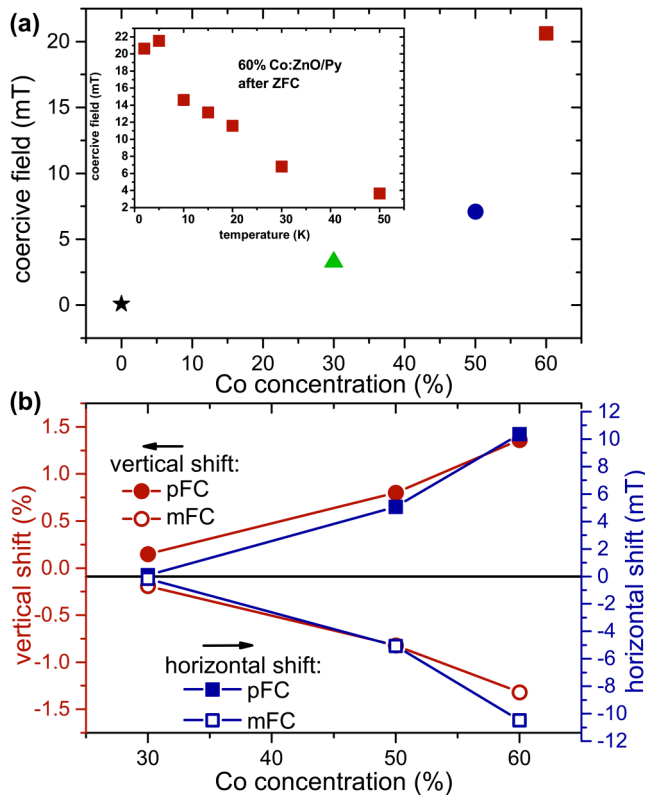 (a)
coercive field (mT)
20
15
10
5
0
22
20
18
16
14
12
10
8
6
4
2
coercive field (mT)
60% Co:ZnO/Py
after ZFC
0 10 20 30 40 50
temperature (K)
0 10 20 30 40 50 60
Co concentration (%)
(b)
vertical shift (%)
1.5
1.0
0.5
0.0
-0.5
-1.0
-1.5
vertical shift:
pFC
mFC
horizontal shift:
pFC
mFC
12
10
8
6
4
2
0
-2
-4
-6
-8
-10
-12
horizontal shift (mT)
30 40 50 60
Co concentration (%)